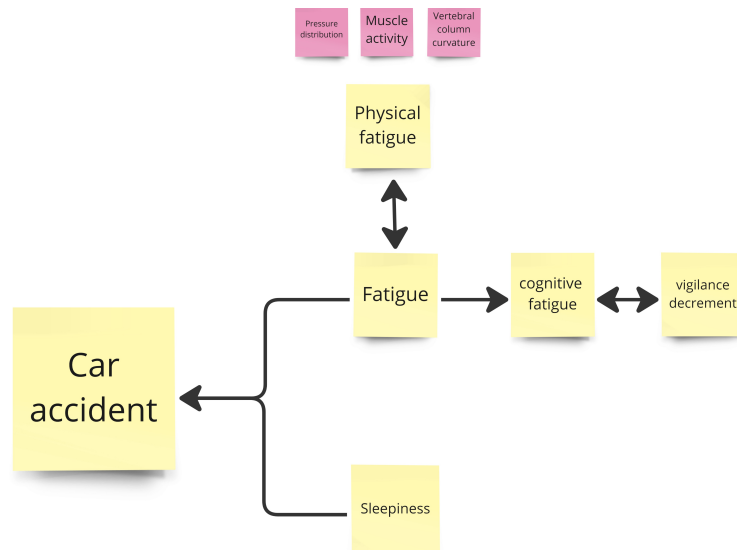 Pressure
distribution
Muscle
activity
Vertebral
column
curvature
Physical
fatigue
Fatigue
cognitive
fatigue
vigilance
decrement
Car
accident
Sleepiness